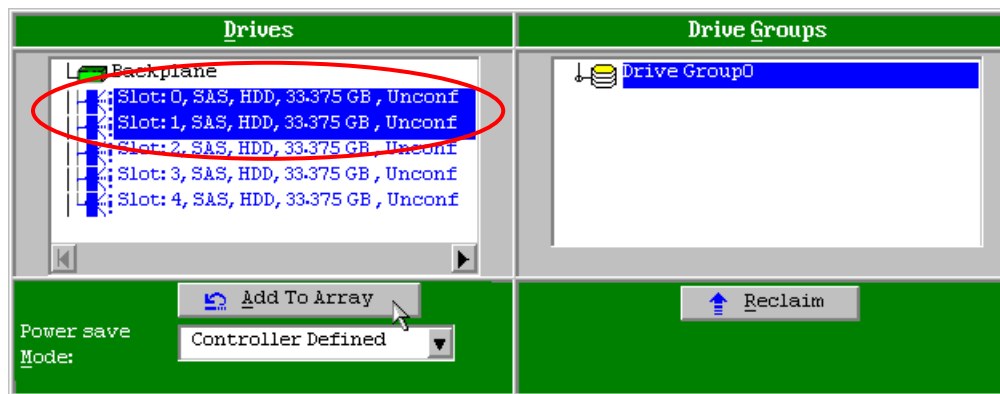 Drives
Backplane
Slot: 0, SAS, HDD, 33.375 GB , Unconf
Slot: 1, SAS, HDD, 33.375 GB , Unconf
Slot: 2, SAS, HDD, 33.375 GB , Unconf
Slot: 3, SAS, HDD, 33.375 GB , Unconf
Slot: 4, SAS, HDD, 33.375 GB , Unconf
Add To Array
Power save
Mode:
Controller Defined
Drive Groups
Drive Group0
Reclaim